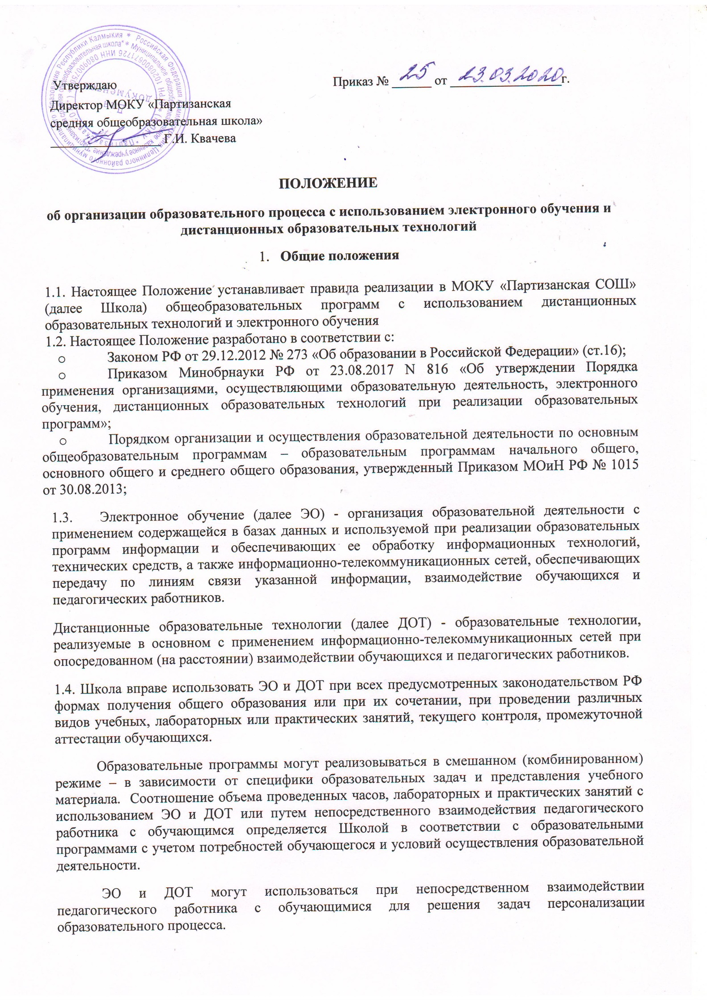 Утверждаю
Приказ № 25 от 23.03.2020г.
Директор МОКУ «Партизанская
средняя общеобразовательная школа»
Г.И. Квачева
ПОЛОЖЕНИЕ
об организации образовательного процесса с использованием электронного обучения и
дистанционных образовательных технологий
1. Общие положения
1.1. Настоящее Положение устанавливает правила реализации в МОКУ «Партизанская СОШ»
(далее Школа) общеобразовательных программ с использованием дистанционных
образовательных технологий и электронного обучения
1.2. Настоящее Положение разработано в соответствии с:
o Законом РФ от 29.12.2012 № 273 «Об образовании в Российской Федерации» (ст.16);
o Приказом Минобрнауки РФ от 23.08.2017 N 816 «Об утверждении Порядка
применения организациями, осуществляющими образовательную деятельность, электронного
обучения, дистанционных образовательных технологий при реализации образовательных
программ»;
o Порядком организации и осуществления образовательной деятельности по основным
общеобразовательным программам – образовательным программам начального общего,
основного общего и среднего общего образования, утвержденный Приказом МОиН РФ № 1015
от 30.08.2013;
1.3. Электронное обучение (далее ЭО) - организация образовательной деятельности с
применением содержащейся в базах данных и используемой при реализации образовательных
программ информации и обеспечивающих ее обработку информационных технологий,
технических средств, а также информационно-телекоммуникационных сетей, обеспечивающих
передачу по линиям связи указанной информации, взаимодействие обучающихся и
педагогических работников.
Дистанционные образовательные технологии (далее ДОТ) - образовательные технологии,
реализуемые в основном с применением информационно-телекоммуникационных сетей при
опосредованном (на расстоянии) взаимодействии обучающихся и педагогических работников.
1.4. Школа вправе использовать ЭО и ДОТ при всех предусмотренных законодательством РФ
формах получения общего образования или при их сочетании, при проведении различных
видов учебных, лабораторных или практических занятий, текущего контроля, промежуточной
аттестации обучающихся.
Образовательные программы могут реализовываться в смешанном (комбинированном)
режиме – в зависимости от специфики образовательных задач и представления учебного
материала. Соотношение объема проведенных часов, лабораторных и практических занятий с
использованием ЭО и ДОТ или путем непосредственного взаимодействия педагогического
работника с обучающимся определяется Школой в соответствии с образовательными
программами с учетом потребностей обучающегося и условий осуществления образовательной
деятельности.
ЭО и ДОТ могут использоваться при непосредственном взаимодействии
педагогического работника с обучающимися для решения задач персонализации
образовательного процесса.